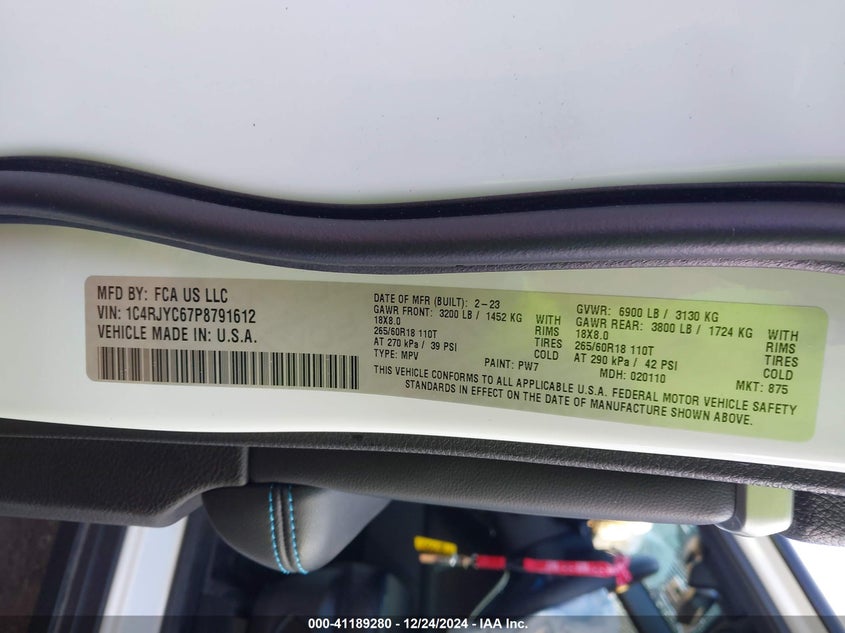 MFD BY: FCA US LLC
VIN: 1C4RJYC67P8791612
VEHICLE MADE IN: U.S.A.
DATE OF MFR (BUILT): 2-23
GAWR FRONT: 3200 LB / 1452 KG WITH
18X8.0 RIMS
265/60R18 110T TIRES
AT 270 kPa / 39 PSI COLD
TYPE: MPV PAINT: PW7
GVWR: 6900 LB / 3130 KG
GAWR REAR: 3800 LB / 1724 KG WITH
18X8.0 RIMS
265/60R18 110T TIRES
AT 290 kPa / 42 PSI COLD
MDH: 020110 MKT: 875
THIS VEHICLE CONFORMS TO ALL APPLICABLE U.S.A. FEDERAL MOTOR VEHICLE SAFETY
STANDARDS IN EFFECT ON THE DATE OF MANUFACTURE SHOWN ABOVE.
000-41189280 - 12/24/2024 - IAA Inc.